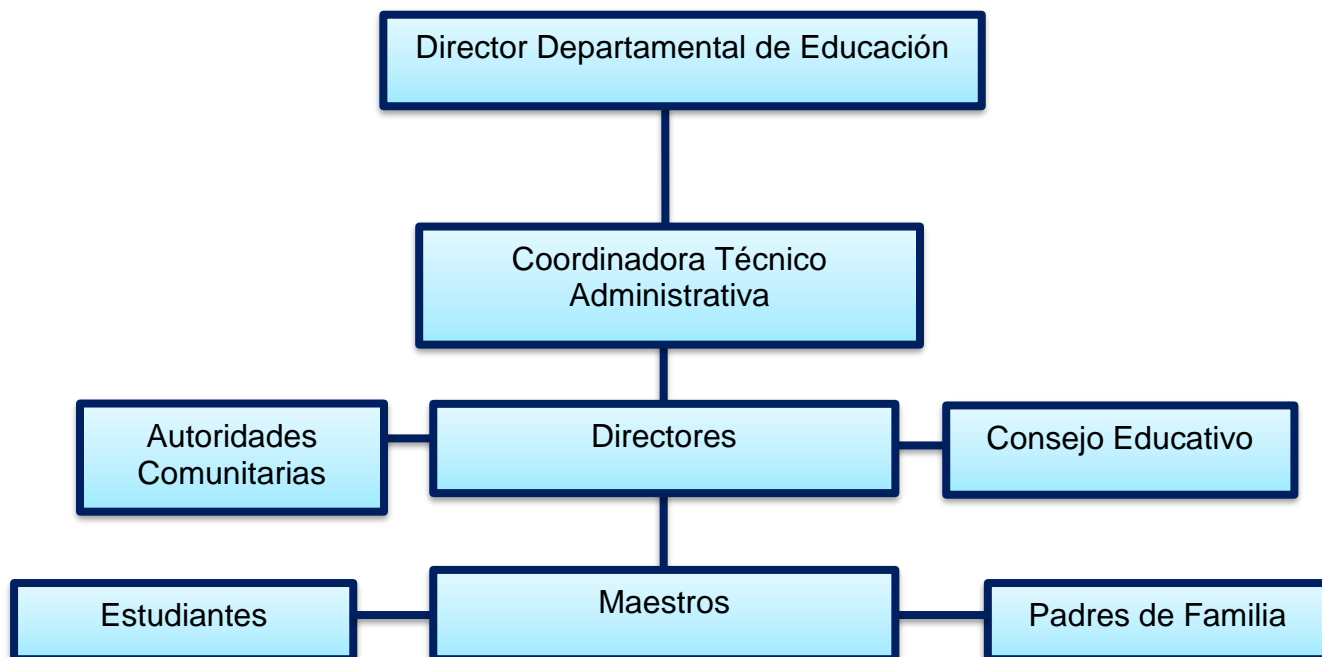 Director Departamental de Educación
Coordinadora Técnico
Administrativa
Autoridades
Comunitarias
Directores
Consejo Educativo
Estudiantes
Maestros
Padres de Familia